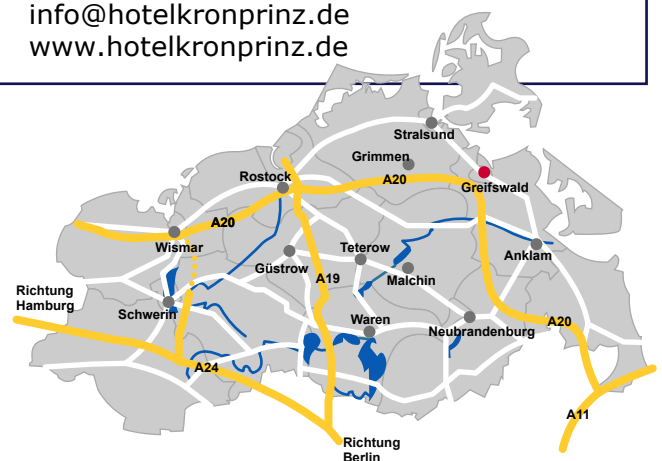 info@hotelkronprinz.de
www.hotelkronprinz.de
Stralsund
Grimmen
Rostock
A20
Greifswald
A20
Wismar
Teterow
Anklam
Güstrow
A19
Malchin
Richtung
Hamburg
Schwerin
Waren
Neubrandenburg
A20
A24
A11
Richtung
Berlin